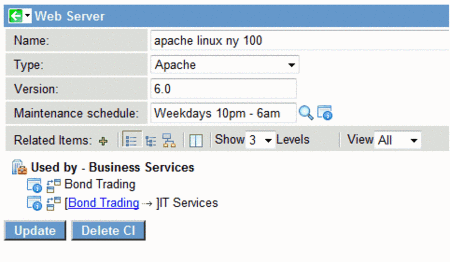 Web Server
Name: apache linux ny 100
Type: Apache
Version: 6.0
Maintenance schedule: Weekdays 10pm - 6am
Related Items: Show 3 Levels View All
Used by - Business Services
Bond Trading
[Bond Trading → ]IT Services
Update Delete CI